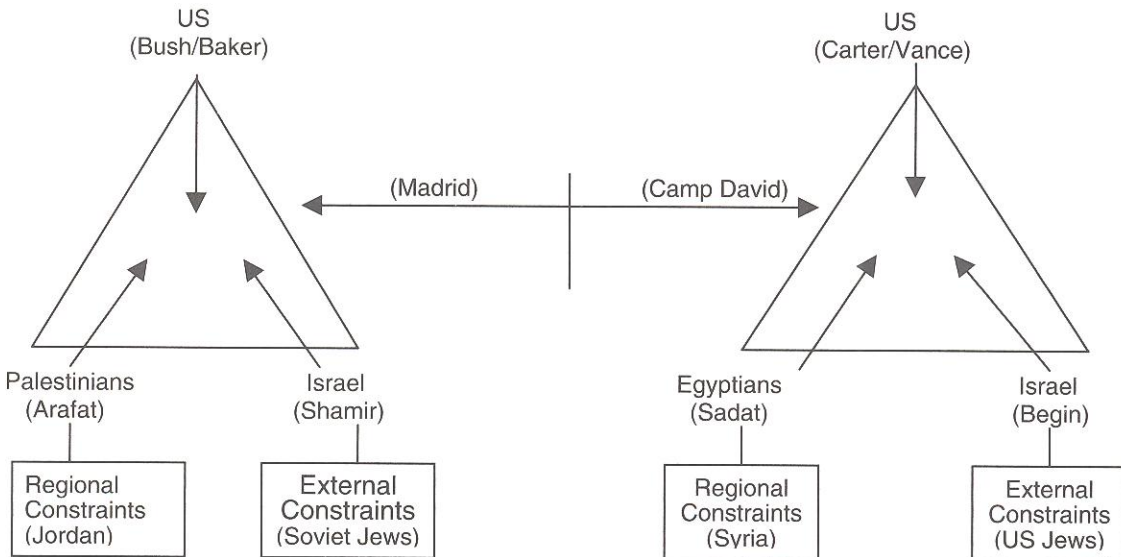 US
(Bush/Baker)
US
(Carter/Vance)
(Madrid)
(Camp David)
Palestinians
(Arafat)
Israel
(Shamir)
Egyptians
(Sadat)
Israel
(Begin)
Regional
Constraints
(Jordan)
External
Constraints
(Soviet Jews)
Regional
Constraints
(Syria)
External
Constraints
(US Jews)